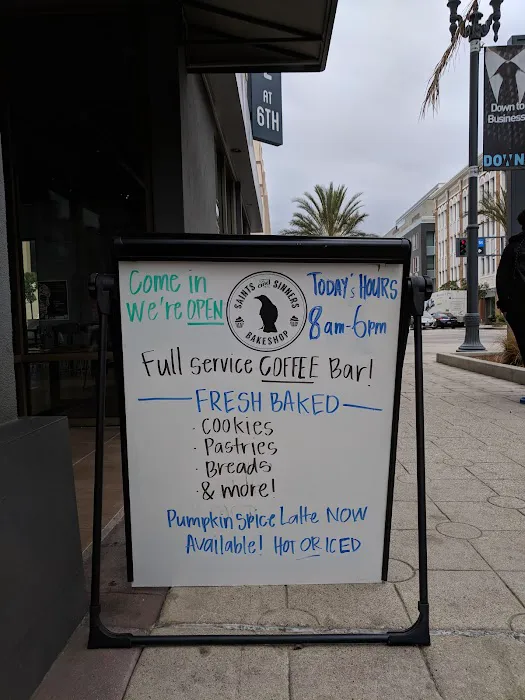 AT
6TH
Down to
Business
DOWN
Come in
We're OPEN
SAINTS and SINNERS
BAKESHOP
TODAY'S HOURS
8am-6pm
Full service COFFEE Bar!
FRESH BAKED
· Cookies
· Pastries
· Breads
· & more!
Pumpkin Spice Latte NOW
Available! HOT OR ICED